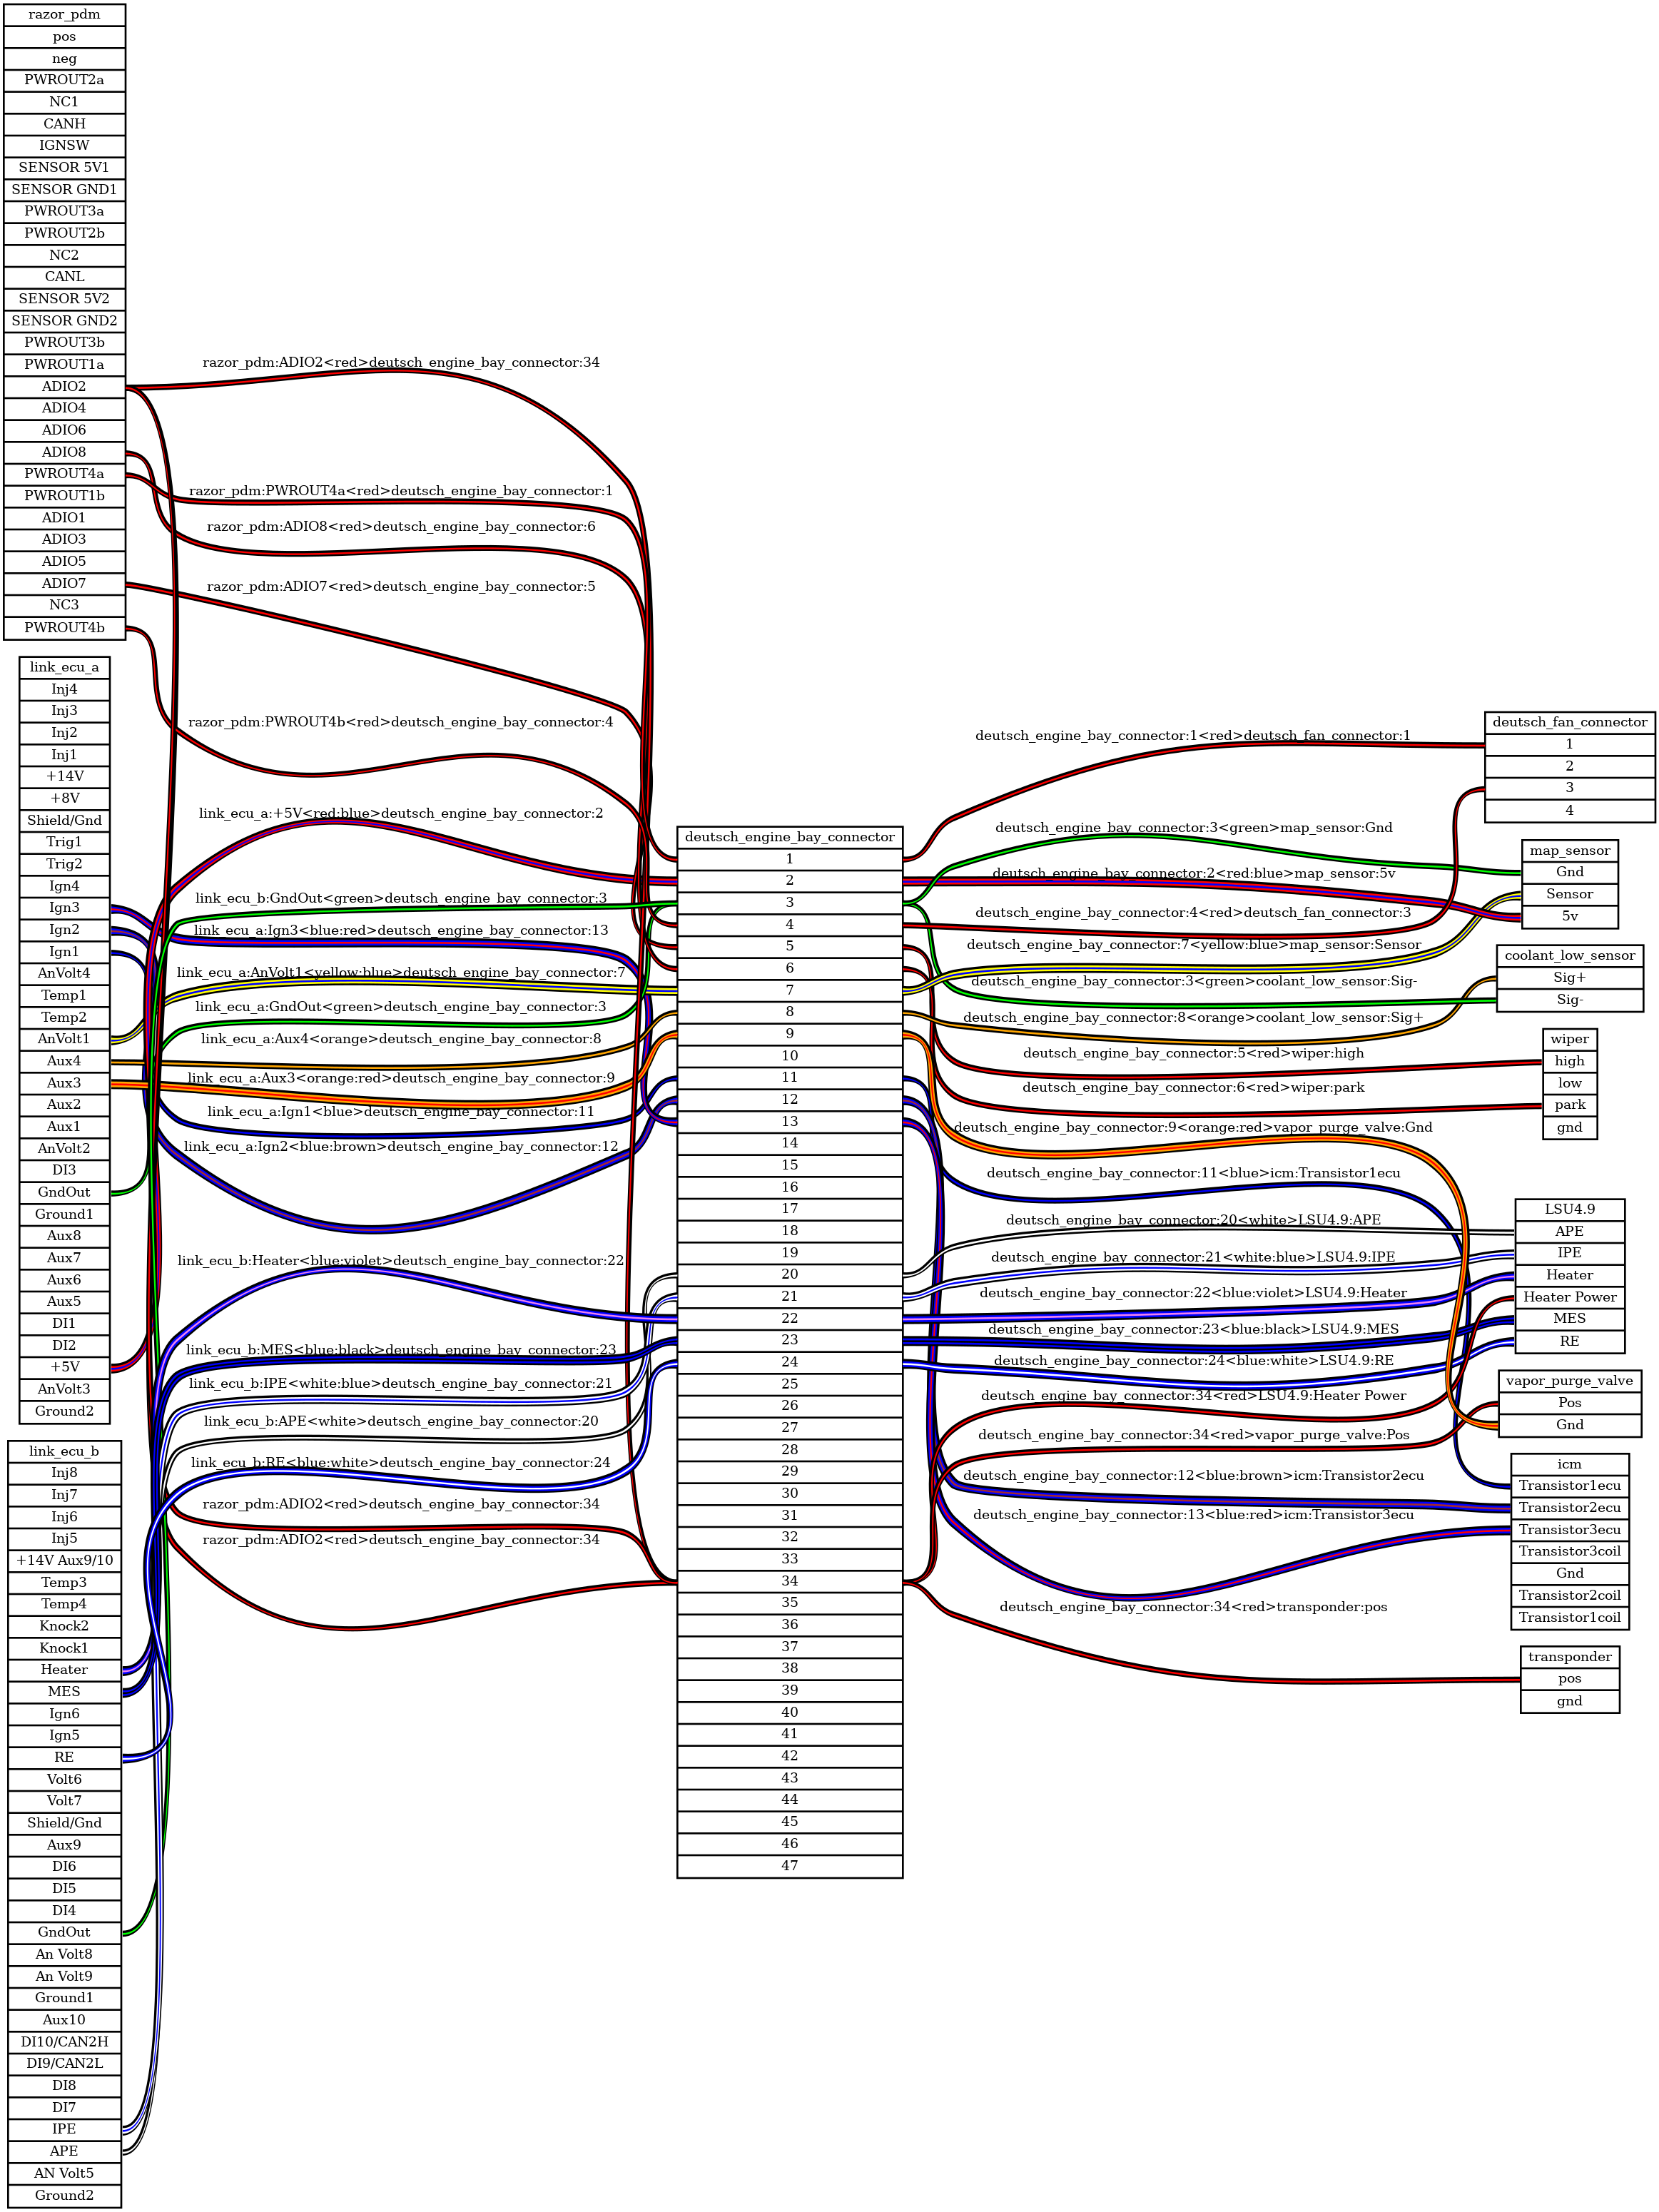 razor_pdm
pos
neg
PWROUT2a
NC1
CANH
IGNSW
SENSOR 5V1
SENSOR GND1
PWROUT3a
PWROUT2b
NC2
CANL
SENSOR 5V2
SENSOR GND2
PWROUT3b
PWROUT1a
ADIO2
ADIO4
ADIO6
ADIO8
PWROUT4a
PWROUT1b
ADIO1
ADIO3
ADIO5
ADIO7
NC3
PWROUT4b
link_ecu_a
Inj4
Inj3
Inj2
Inj1
+14V
+8V
Shield/Gnd
Trig1
Trig2
Ign4
Ign3
Ign2
Ign1
AnVolt4
Temp1
Temp2
AnVolt1
Aux4
Aux3
Aux2
Aux1
AnVolt2
DI3
GndOut
Ground1
Aux8
Aux7
Aux6
Aux5
DI1
DI2
+5V
AnVolt3
Ground2
link_ecu_b
Inj8
Inj7
Inj6
Inj5
+14V Aux9/10
Temp3
Temp4
Knock2
Knock1
Heater
MES
Ign6
Ign5
RE
Volt6
Volt7
Shield/Gnd
Aux9
DI6
DI5
DI4
GndOut
An Volt8
An Volt9
Ground1
Aux10
DI10/CAN2H
DI9/CAN2L
DI8
DI7
IPE
APE
AN Volt5
Ground2
razor_pdm:ADIO2<red>deutsch_engine_bay_connector:34
razor_pdm:PWROUT4a<red>deutsch_engine_bay_connector:1
razor_pdm:ADIO8<red>deutsch_engine_bay_connector:6
razor_pdm:ADIO7<red>deutsch_engine_bay_connector:5
razor_pdm:PWROUT4b<red>deutsch_engine_bay_connector:4
link_ecu_a:+5V<red:blue>deutsch_engine_bay_connector:2
link_ecu_b:GndOut<green>deutsch_engine_bay_connector:3
link_ecu_a:Ign3<blue:red>deutsch_engine_bay_connector:13
link_ecu_a:AnVolt1<yellow:blue>deutsch_engine_bay_connector:7
link_ecu_a:GndOut<green>deutsch_engine_bay_connector:3
link_ecu_a:Aux4<orange>deutsch_engine_bay_connector:8
link_ecu_a:Aux3<orange:red>deutsch_engine_bay_connector:9
link_ecu_a:Ign1<blue>deutsch_engine_bay_connector:11
link_ecu_a:Ign2<blue:brown>deutsch_engine_bay_connector:12
link_ecu_b:Heater<blue:violet>deutsch_engine_bay_connector:22
link_ecu_b:MES<blue:black>deutsch_engine_bay_connector:23
link_ecu_b:IPE<white:blue>deutsch_engine_bay_connector:21
link_ecu_b:APE<white>deutsch_engine_bay_connector:20
link_ecu_b:RE<blue:white>deutsch_engine_bay_connector:24
razor_pdm:ADIO2<red>deutsch_engine_bay_connector:34
razor_pdm:ADIO2<red>deutsch_engine_bay_connector:34
deutsch_engine_bay_connector
1
2
3
4
5
6
7
8
9
10
11
12
13
14
15
16
17
18
19
20
21
22
23
24
25
26
27
28
29
30
31
32
33
34
35
36
37
38
39
40
41
42
43
44
45
46
47
deutsch_engine_bay_connector:1<red>deutsch_fan_connector:1
deutsch_engine_bay_connector:3<green>map_sensor:Gnd
deutsch_engine_bay_connector:2<red:blue>map_sensor:5v
deutsch_engine_bay_connector:4<red>deutsch_fan_connector:3
deutsch_engine_bay_connector:7<yellow:blue>map_sensor:Sensor
deutsch_engine_bay_connector:3<green>coolant_low_sensor:Sig-
deutsch_engine_bay_connector:8<orange>coolant_low_sensor:Sig+
deutsch_engine_bay_connector:5<red>wiper:high
deutsch_engine_bay_connector:6<red>wiper:park
deutsch_engine_bay_connector:9<orange:red>vapor_purge_valve:Gnd
deutsch_engine_bay_connector:11<blue>icm:Transistor1ecu
deutsch_engine_bay_connector:20<white>LSU4.9:APE
deutsch_engine_bay_connector:21<white:blue>LSU4.9:IPE
deutsch_engine_bay_connector:22<blue:violet>LSU4.9:Heater
deutsch_engine_bay_connector:23<blue:black>LSU4.9:MES
deutsch_engine_bay_connector:24<blue:white>LSU4.9:RE
deutsch_engine_bay_connector:34<red>LSU4.9:Heater Power
deutsch_engine_bay_connector:34<red>vapor_purge_valve:Pos
deutsch_engine_bay_connector:12<blue:brown>icm:Transistor2ecu
deutsch_engine_bay_connector:13<blue:red>icm:Transistor3ecu
deutsch_engine_bay_connector:34<red>transponder:pos
deutsch_fan_connector
1
2
3
4
map_sensor
Gnd
Sensor
5v
coolant_low_sensor
Sig+
Sig-
wiper
high
low
park
gnd
LSU4.9
APE
IPE
Heater
Heater Power
MES
RE
vapor_purge_valve
Pos
Gnd
icm
Transistor1ecu
Transistor2ecu
Transistor3ecu
Transistor3coil
Gnd
Transistor2coil
Transistor1coil
transponder
pos
gnd